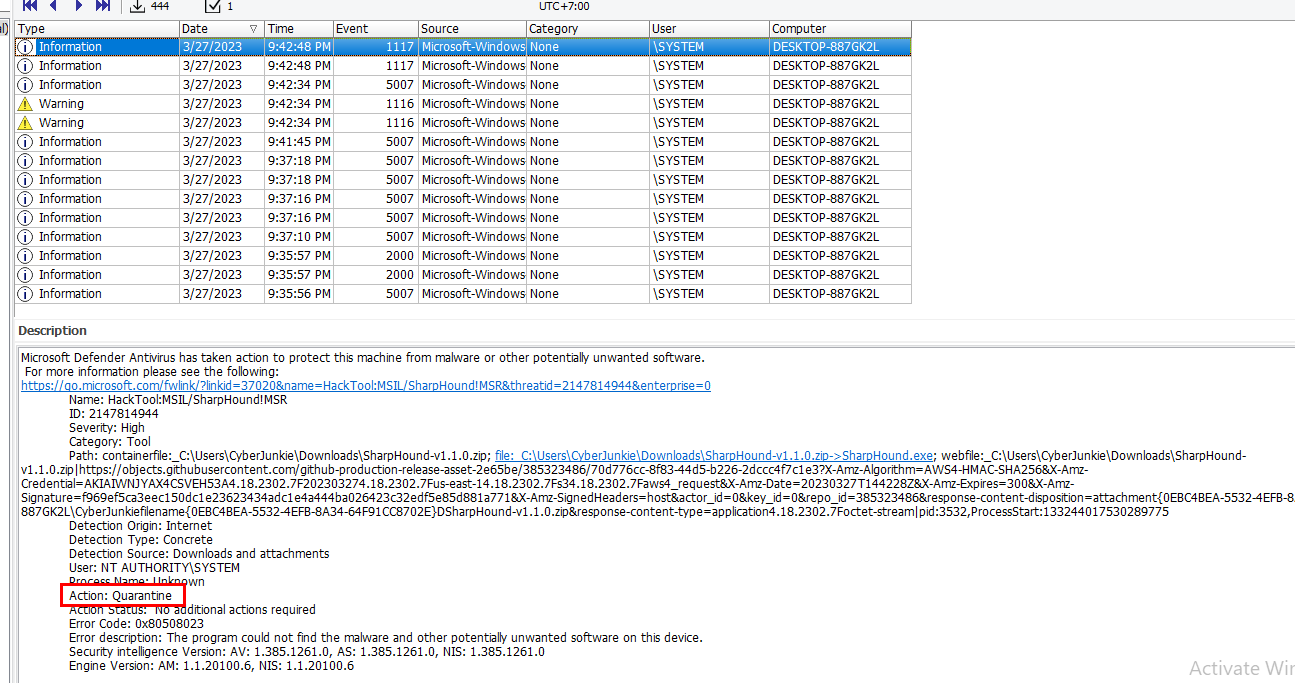 444 1 UTC+7:00
al)
Type Date Time Event Source Category User Computer
Information 3/27/2023 9:42:48 PM 1117 Microsoft-Windows None \SYSTEM DESKTOP-887GK2L
Information 3/27/2023 9:42:48 PM 1117 Microsoft-Windows None \SYSTEM DESKTOP-887GK2L
Information 3/27/2023 9:42:34 PM 5007 Microsoft-Windows None \SYSTEM DESKTOP-887GK2L
Warning 3/27/2023 9:42:34 PM 1116 Microsoft-Windows None \SYSTEM DESKTOP-887GK2L
Warning 3/27/2023 9:42:34 PM 1116 Microsoft-Windows None \SYSTEM DESKTOP-887GK2L
Information 3/27/2023 9:41:45 PM 5007 Microsoft-Windows None \SYSTEM DESKTOP-887GK2L
Information 3/27/2023 9:37:18 PM 5007 Microsoft-Windows None \SYSTEM DESKTOP-887GK2L
Information 3/27/2023 9:37:18 PM 5007 Microsoft-Windows None \SYSTEM DESKTOP-887GK2L
Information 3/27/2023 9:37:16 PM 5007 Microsoft-Windows None \SYSTEM DESKTOP-887GK2L
Information 3/27/2023 9:37:16 PM 5007 Microsoft-Windows None \SYSTEM DESKTOP-887GK2L
Information 3/27/2023 9:37:10 PM 5007 Microsoft-Windows None \SYSTEM DESKTOP-887GK2L
Information 3/27/2023 9:35:57 PM 2000 Microsoft-Windows None \SYSTEM DESKTOP-887GK2L
Information 3/27/2023 9:35:57 PM 2000 Microsoft-Windows None \SYSTEM DESKTOP-887GK2L
Information 3/27/2023 9:35:56 PM 5007 Microsoft-Windows None \SYSTEM DESKTOP-887GK2L
Description
Microsoft Defender Antivirus has taken action to protect this machine from malware or other potentially unwanted software.
For more information please see the following:
https://go.microsoft.com/fwlink/?linkid=37020&name=HackTool:MSIL/SharpHound!MSR&threatid=2147814944&enterprise=0
Name: HackTool:MSIL/SharpHound!MSR
ID: 2147814944
Severity: High
Category: Tool
Path: containerfile:_C:\Users\CyberJunkie\Downloads\SharpHound-v1.1.0.zip; file:_C:\Users\CyberJunkie\Downloads\SharpHound-v1.1.0.zip->SharpHound.exe; webfile:_C:\Users\CyberJunkie\Downloads\SharpHound-
v1.1.0.zip|https://objects.githubusercontent.com/github-production-release-asset-2e65be/385323486/70d776cc-8f83-44d5-b226-2dccc4f7c1e3?X-Amz-Algorithm=AWS4-HMAC-SHA256&X-Amz-
Credential=AKIAIWNJYAX4CSVEH53A4.18.2302.7F202303274.18.2302.7Fus-east-14.18.2302.7Fs34.18.2302.7Faws4_request&X-Amz-Date=20230327T144228Z&X-Amz-Expires=300&X-Amz-
Signature=f969ef5ca3eec150dc1e23623434adc1e4a444ba026423c32edf5e85d881a771&X-Amz-SignedHeaders=host&actor_id=0&key_id=0&repo_id=385323486&response-content-disposition=attachment{0EBC4BEA-5532-4EFB-8
887GK2L\CyberJunkiefilename{0EBC4BEA-5532-4EFB-8A34-64F91CC8702E}DSharpHound-v1.1.0.zip&response-content-type=application4.18.2302.7Foctet-stream|pid:3532,ProcessStart:133244017530289775
Detection Origin: Internet
Detection Type: Concrete
Detection Source: Downloads and attachments
User: NT AUTHORITY\SYSTEM
Process Name: Unknown
Action: Quarantine
Action Status: No additional actions required
Error Code: 0x80508023
Error description: The program could not find the malware and other potentially unwanted software on this device.
Security intelligence Version: AV: 1.385.1261.0, AS: 1.385.1261.0, NIS: 1.385.1261.0
Engine Version: AM: 1.1.20100.6, NIS: 1.1.20100.6
Activate Win